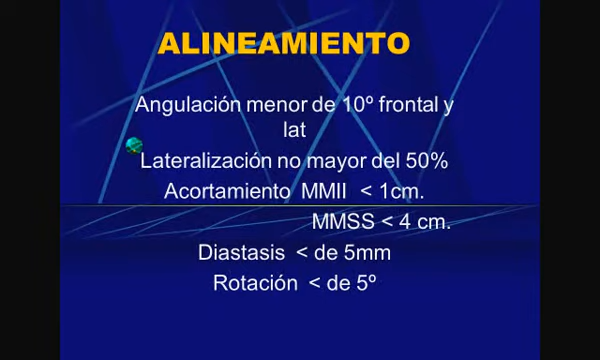 ALINEAMIENTO
Angulación menor de 10º frontal y
lat
Lateralización no mayor del 50%
Acortamiento MMII < 1cm.
MMSS < 4 cm.
Diastasis < de 5mm
Rotación < de 5º